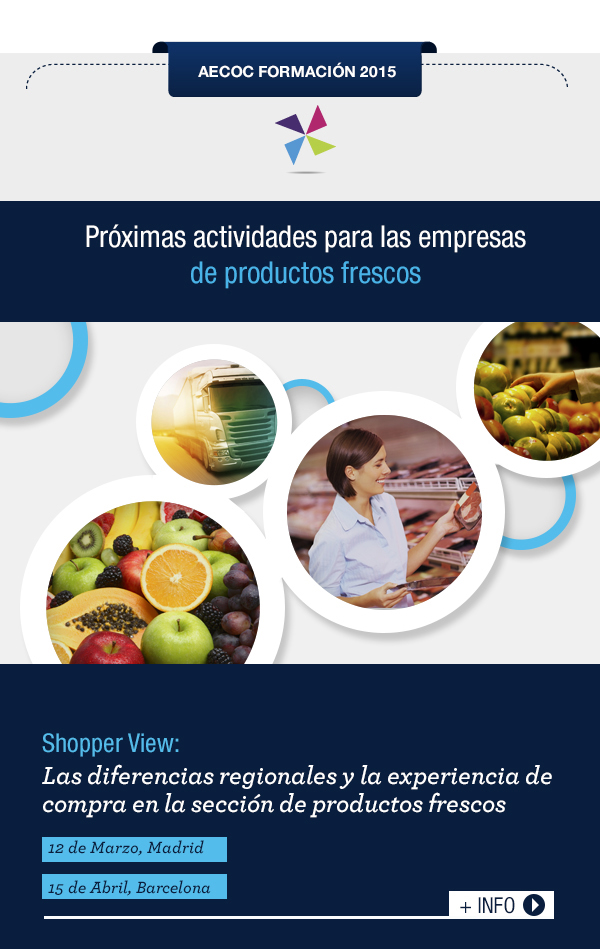 AECOC FORMACIÓN 2015
Próximas actividades para las empresas
de productos frescos
Shopper View:
Las diferencias regionales y la experiencia de
compra en la sección de productos frescos
12 de Marzo, Madrid
15 de Abril, Barcelona
+ INFO